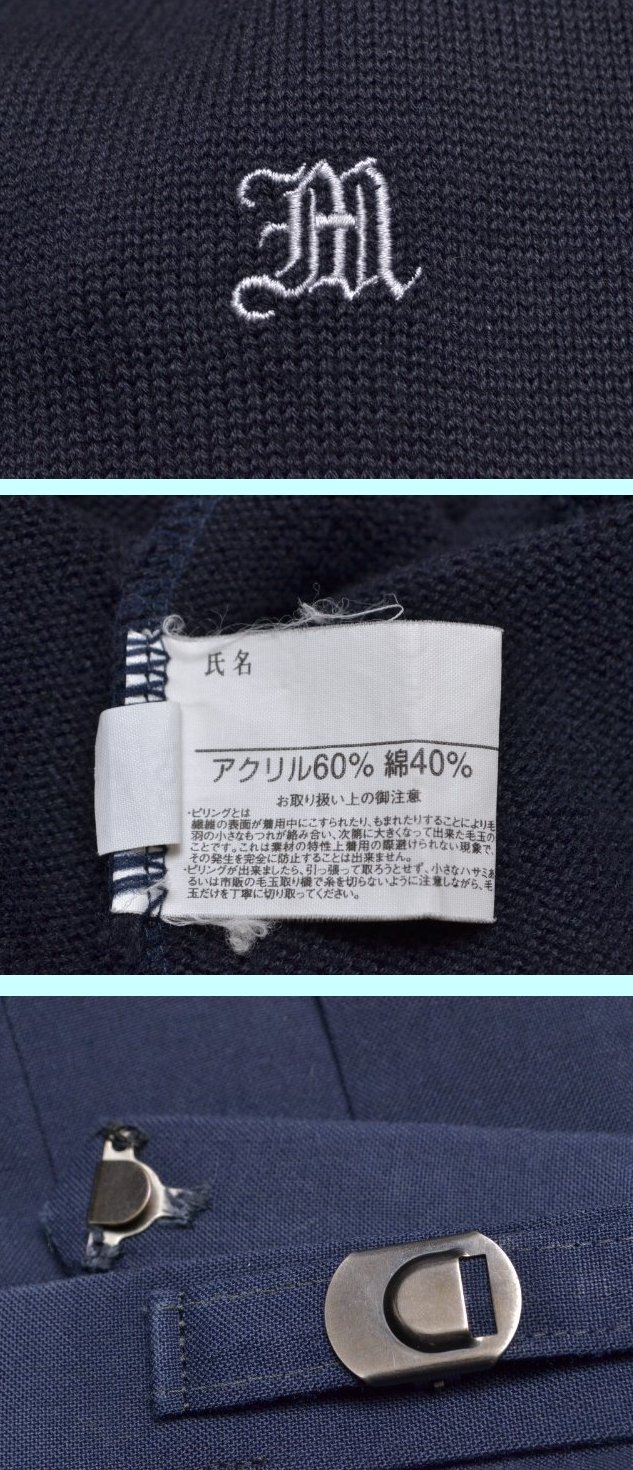 M
氏名
アクリル60% 綿40%
お取り扱い上の御注意
・ピリングとは
繊維の表面が着用中にこすられたり、もまれたりすることにより毛
羽の小さなもつれが絡み合い、次第に大きくなって出来た毛玉の
ことです。これは素材の特性上着用の際避けられない現象で、
その発生を完全に防止することは出来ません。
・ピリングが出来ましたら、引っ張って取ろうとせず、小さなハサミあ
るいは市販の毛玉取り機で糸を切らないように注意しながら、毛
玉だけを丁寧に切り取ってください。